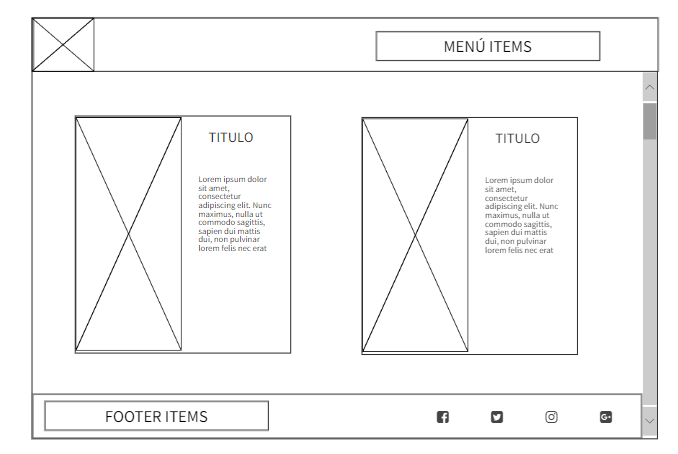 MENÚ ITEMS
TITULO
Lorem ipsum dolor
sit amet,
consectetur
adipiscing elit. Nunc
maximus, nulla ut
commodo sagittis,
sapien dui mattis
dui, non pulvinar
lorem felis nec erat
TITULO
Lorem ipsum dolor
sit amet,
consectetur
adipiscing elit. Nunc
maximus, nulla ut
commodo sagittis,
sapien dui mattis
dui, non pulvinar
lorem felis nec erat
FOOTER ITEMS